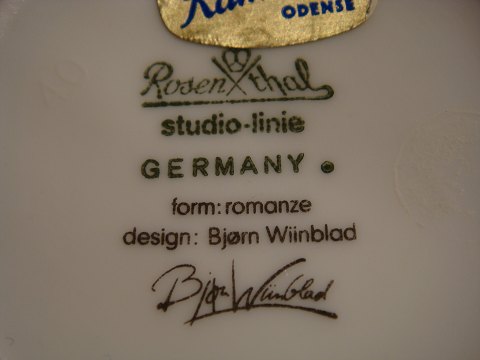 ODENSE
Rosenthal
studio-linie
GERMANY
form: romanze
design: Bjørn Wiinblad
Bjørn Wiinblad